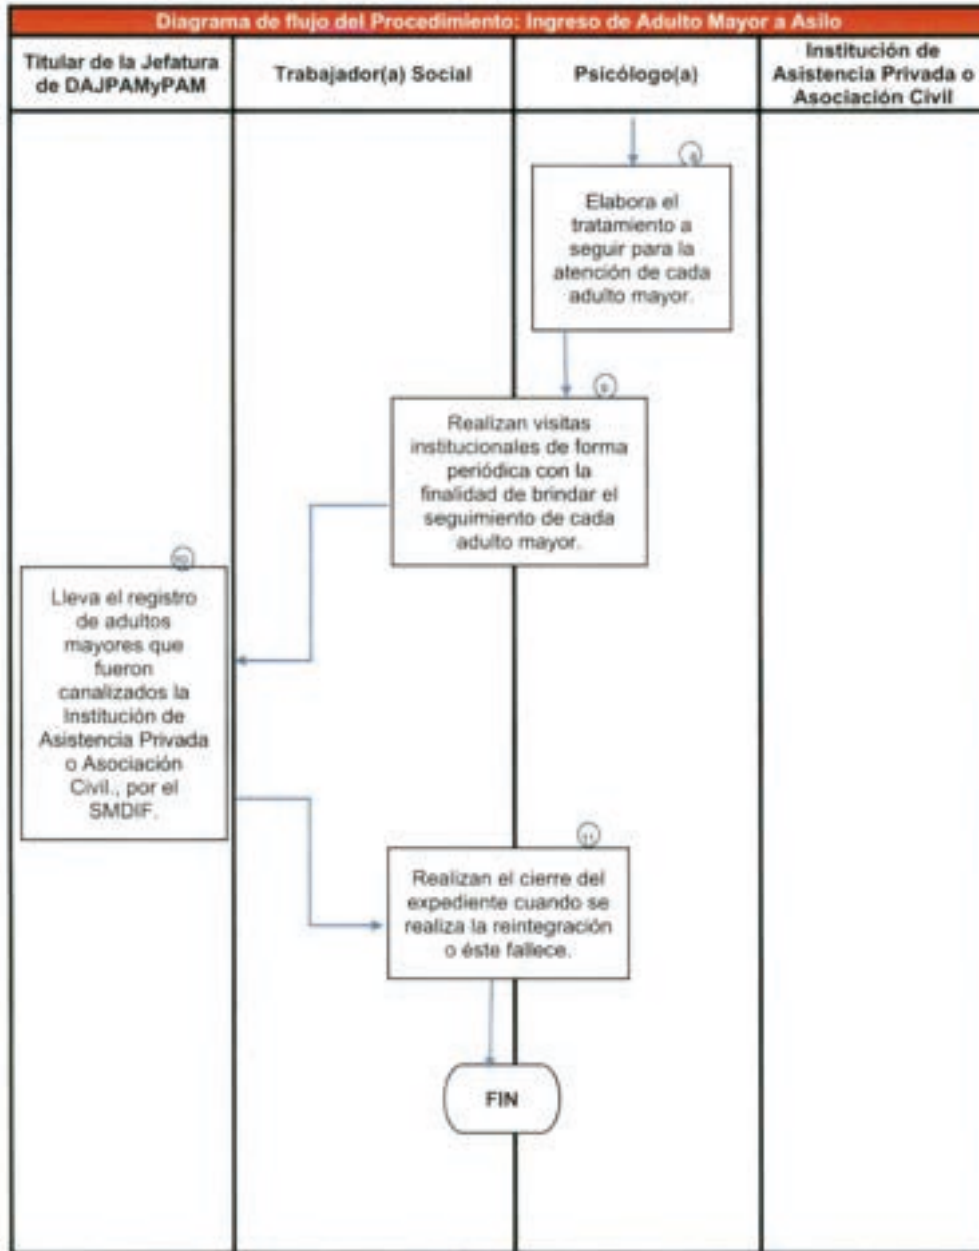 Diagrama de flujo del Procedimiento: Ingreso de Adulto Mayor a Asilo
Titular de la Jefatura
de DAJPAMyPAM
Trabajador(a) Social
Psicólogo(a)
Institución de
Asistencia Privada o
Asociación Civil
Elabora el
tratamiento a
seguir para la
atención de cada
adulto mayor.
9
Realizan visitas
institucionales de forma
periódica con la
finalidad de brindar el
seguimiento de cada
adulto mayor.
10
Lleva el registro
de adultos
mayores que
fueron
canalizados la
Institución de
Asistencia Privada
o Asociación
Civil., por el
SMDIF.
11
Realizan el cierre del
expediente cuando se
realiza la reintegración
o éste fallece.
FIN